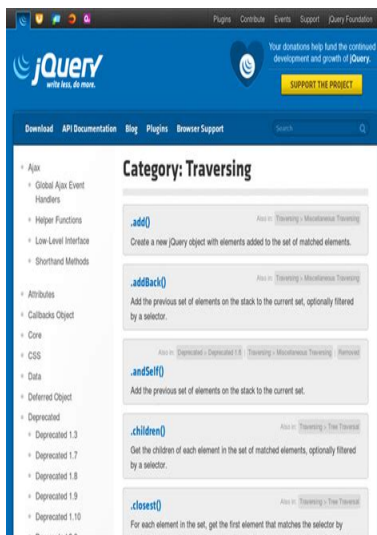 Plugins Contribute Events Support jQuery Foundation
Your donations help fund the continued
development and growth of jQuery.
jQuery
write less, do more.
SUPPORT THE PROJECT
Download API Documentation Blog Plugins Browser Support
Search
Ajax
Global Ajax Event
Handlers
Helper Functions
Low-Level Interface
Shorthand Methods
Attributes
Callbacks Object
Core
CSS
Data
Deferred Object
Deprecated
Deprecated 1.3
Deprecated 1.7
Deprecated 1.8
Deprecated 1.9
Deprecated 1.10
Category: Traversing
Also in: Traversing > Miscellaneous Traversing
.add()
Create a new jQuery object with elements added to the set of matched elements.
Also in: Traversing > Miscellaneous Traversing
.addBack()
Add the previous set of elements on the stack to the current set, optionally filtered
by a selector.
Also in: Deprecated > Deprecated 1.8 Traversing > Miscellaneous Traversing Removed
.andSelf()
Add the previous set of elements on the stack to the current set.
Also in: Traversing > Tree Traversal
.children()
Get the children of each element in the set of matched elements, optionally filtered
by a selector.
Also in: Traversing > Tree Traversal
.closest()
For each element in the set, get the first element that matches the selector by